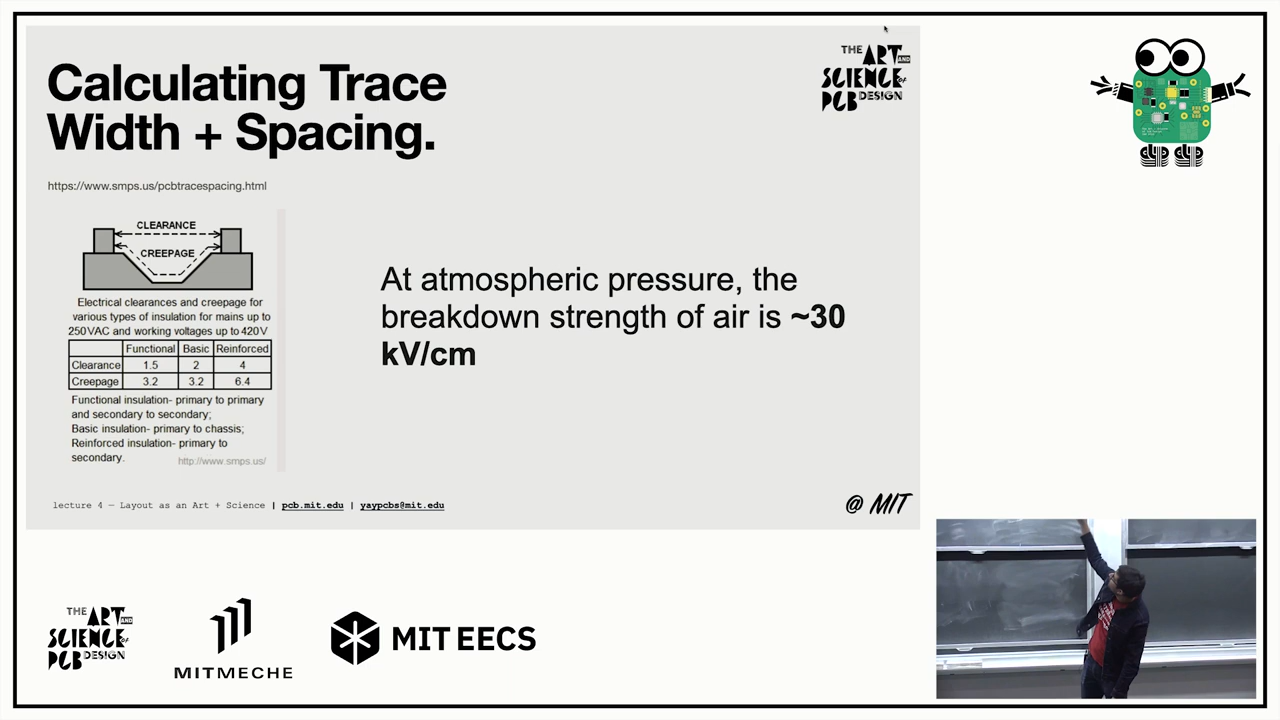 Calculating Trace
Width + Spacing.
THE ART AND
SCIENCE of
PCB DESIGN
https://www.smps.us/pcbtracespacing.html
CLEARANCE
CREEPAGE
Electrical clearances and creepage for
various types of insulation for mains up to
250VAC and working voltages up to 420V
Functional Basic Reinforced
Clearance 1.5 2 4
Creepage 3.2 3.2 6.4
Functional insulation- primary to primary
and secondary to secondary;
Basic insulation- primary to chassis;
Reinforced insulation- primary to
secondary.
http://www.smps.us/
At atmospheric pressure, the
breakdown strength of air is ~30
kV/cm
lecture 4 — Layout as an Art + Science | pcb.mit.edu | yaypcbs@mit.edu
@ MIT
THE ART AND
SCIENCE of
PCB DESIGN
MITMECHE
MIT EECS